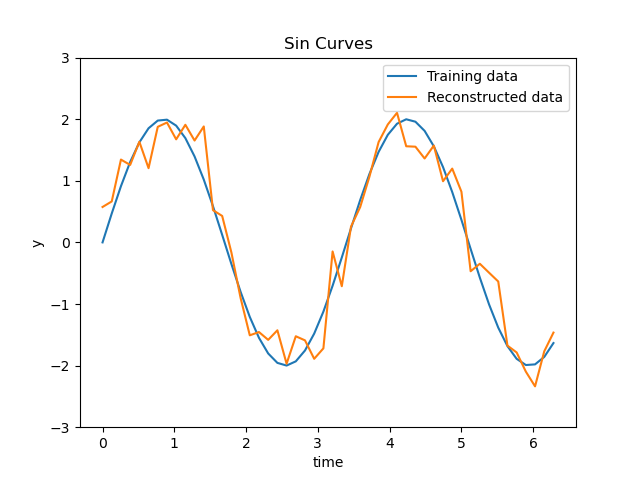 Sin Curves
Training data
Reconstructed data
3
2
1
0
−1
−2
−3
y
0 1 2 3 4 5 6
time